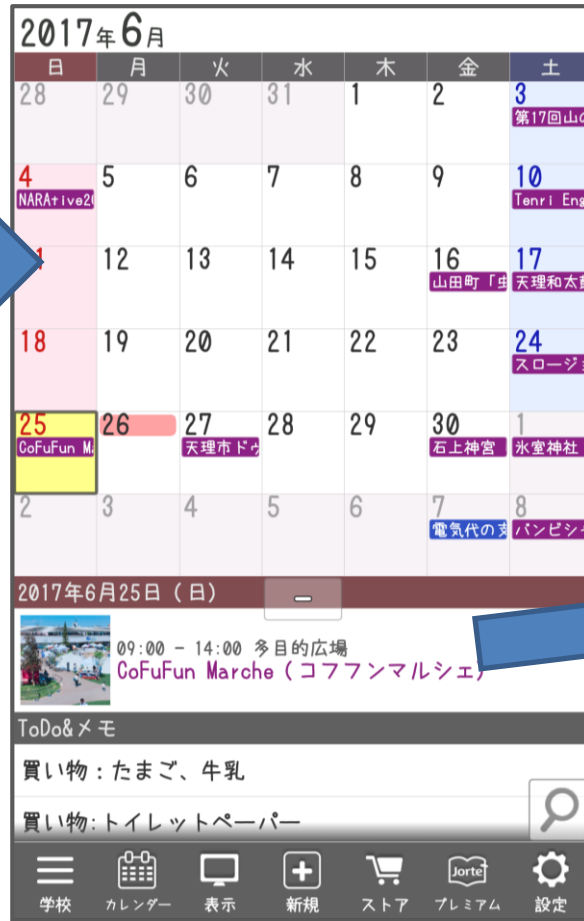 2017年6月
日 月 火 水 木 金 土
28 29 30 31 1 2 3
第17回山の
4 5 6 7 8 9 10
NARAtive2 Tenri Eng
12 13 14 15 16 17
山田町「虫 天理和太鼓
18 19 20 21 22 23 24
スロージョ
25 26 27 28 29 30 1
CoFuFun M 天理市ドウ 石上神宮 氷室神社
2 3 4 5 6 7 8
電気代の支 バンビシャ
2017年6月25日(日)
09:00 - 14:00 多目的広場
CoFuFun Marche(コフフンマルシェ)
ToDo&メモ
買い物:たまご、牛乳
買い物:トイレットペーパー
Jorte
学校 カレンダー 表示 新規 ストア プレミアム 設定